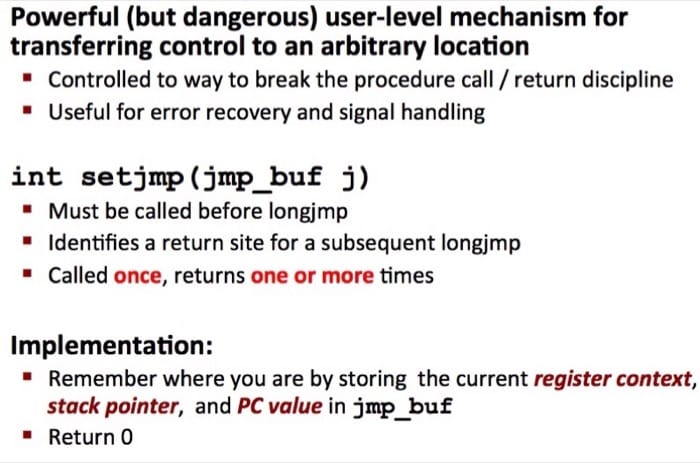 Powerful (but dangerous) user-level mechanism for
transferring control to an arbitrary location
▪ Controlled to way to break the procedure call / return discipline
▪ Useful for error recovery and signal handling
int setjmp(jmp_buf j)
▪ Must be called before longjmp
▪ Identifies a return site for a subsequent longjmp
▪ Called once, returns one or more times
Implementation:
▪ Remember where you are by storing the current register context,
stack pointer, and PC value in jmp_buf
▪ Return 0